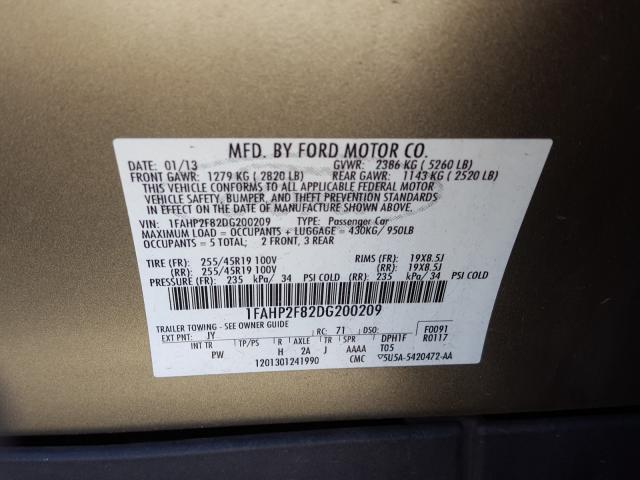 MFD. BY FORD MOTOR CO.
DATE: 01/13 GVWR: 2386 KG ( 5260 LB)
FRONT GAWR: 1279 KG ( 2820 LB) REAR GAWR: 1143 KG ( 2520 LB)
THIS VEHICLE CONFORMS TO ALL APPLICABLE FEDERAL MOTOR
VEHICLE SAFETY, BUMPER, AND THEFT PREVENTION STANDARDS
IN EFFECT ON THE DATE OF MANUFACTURE SHOWN ABOVE.
VIN: 1FAHP2F82DG200209 TYPE: Passenger Car
MAXIMUM LOAD = OCCUPANTS + LUGGAGE = 430KG / 950LB
OCCUPANTS = 5 TOTAL; 2 FRONT, 3 REAR
TIRE (FR): 255/45R19 100V RIMS (FR): 19X8.5J
(RR): 255/45R19 100V (RR): 19X8.5J
PRESSURE (FR): 235 kPa/ 34 PSI COLD (RR): 235 kPa/ 34 PSI COLD
1FAHP2F82DG200209
TRAILER TOWING - SEE OWNER GUIDE
EXT PNT: JY RC: 71 DSO: F0091
INT TR TP/PS R AXLE TR SPR DPH1F R0117
PW H 2A J AAAA T05
1201301241990 CMC ▽5U5A-5420472-AA